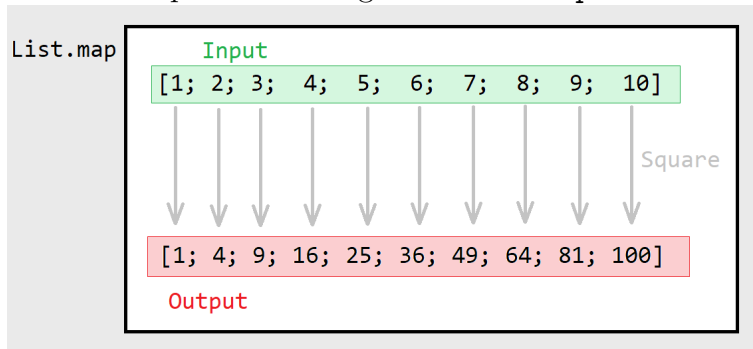 List.map
Input
[1; 2; 3; 4; 5; 6; 7; 8; 9; 10]
Square
[1; 4; 9; 16; 25; 36; 49; 64; 81; 100]
Output